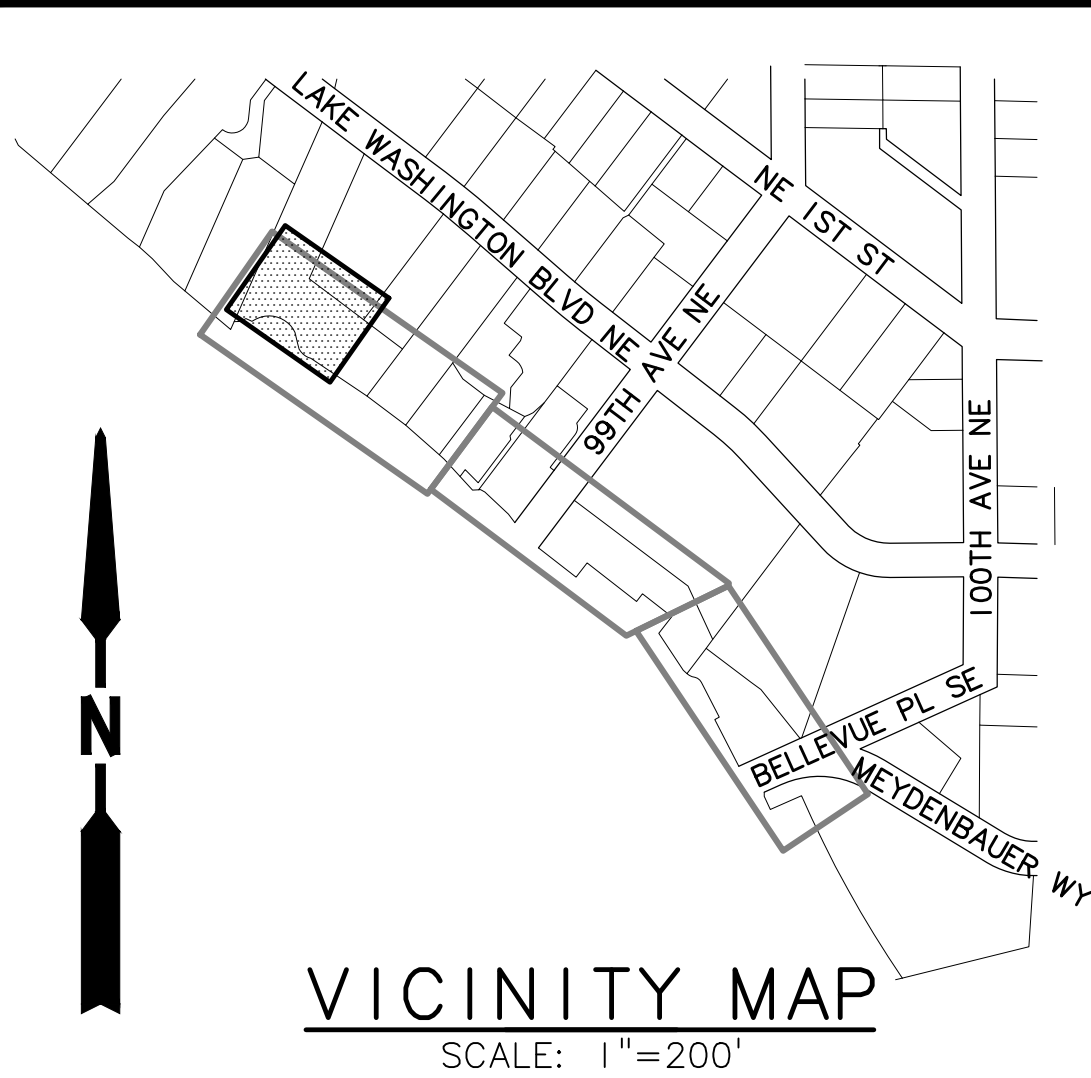 LAKE WASHINGTON BLVD NE
NE 1ST ST
99TH AVE NE
100TH AVE NE
BELLEVUE PL SE
MEYDENBAUER WY
N
VICINITY MAP
SCALE: 1"=200'